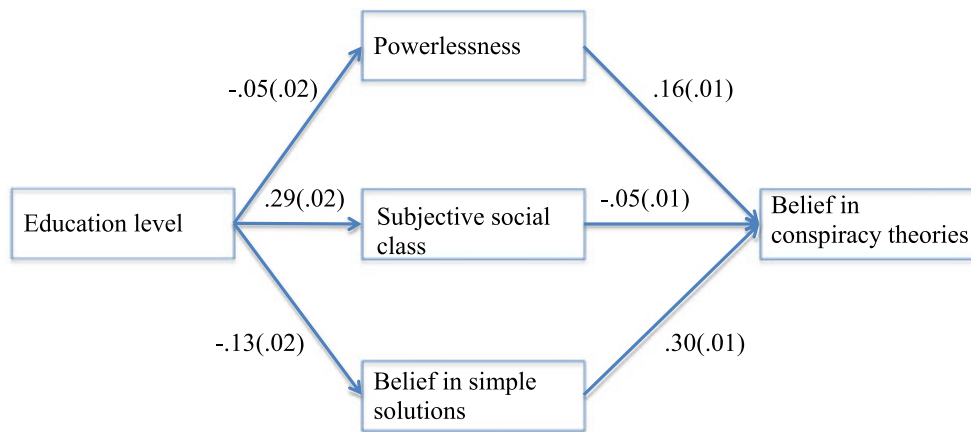 Powerlessness
-.05(.02)
.16(.01)
Education level
.29(.02)
Subjective social
class
-.05(.01)
Belief in
conspiracy theories
-.13(.02)
.30(.01)
Belief in simple
solutions